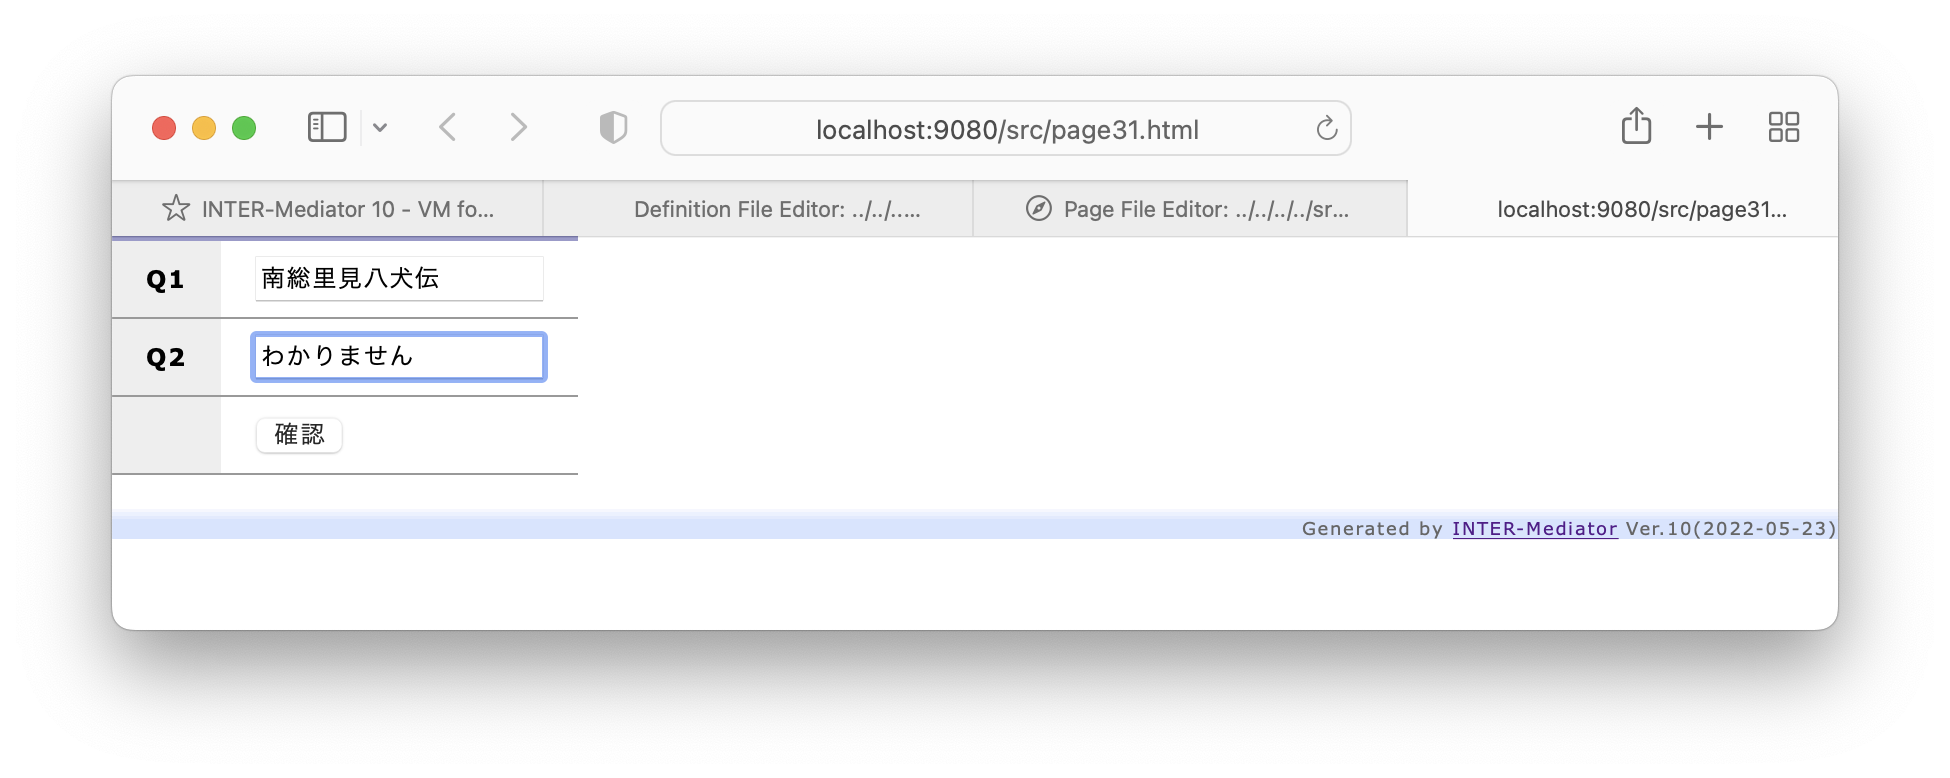 localhost:9080/src/page31.html
INTER-Mediator 10 - VM fo...
Definition File Editor: ../../.....
Page File Editor: ../../../../sr...
localhost:9080/src/page31...
Q1 南総里見八犬伝
Q2 わかりません
確認
Generated by INTER-Mediator Ver.10(2022-05-23)